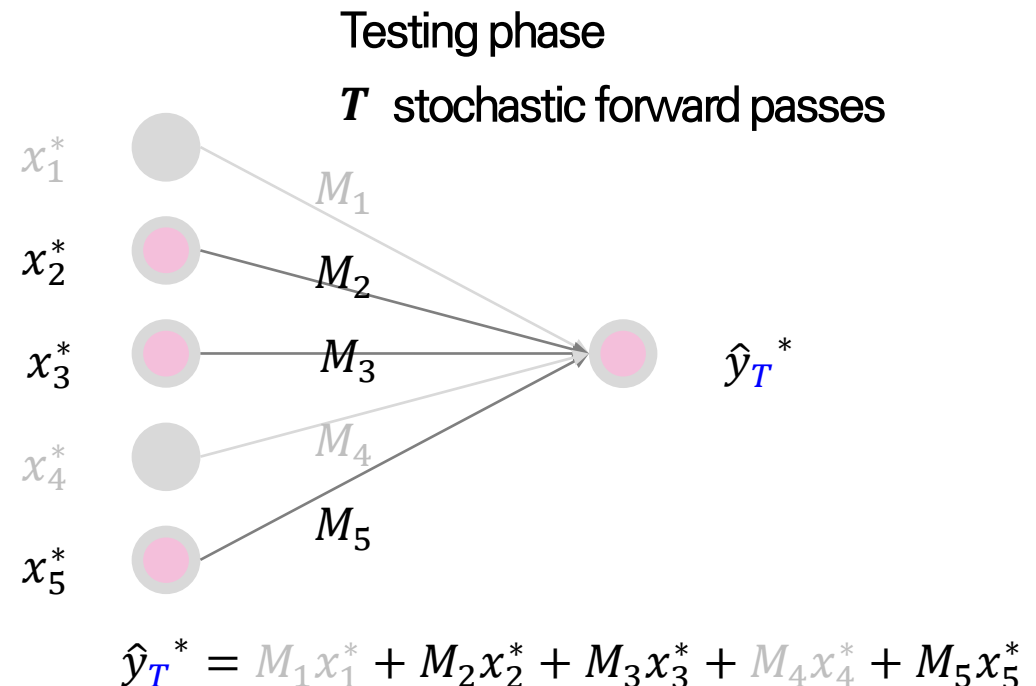 Testing phase
T stochastic forward passes
x₁*
M₁
x₂*
M₂
x₃*
M₃
ŷ_T*
x₄*
M₄
x₅*
M₅
ŷ_T* = M₁x₁* + M₂x₂* + M₃x₃* + M₄x₄* + M₅x₅*